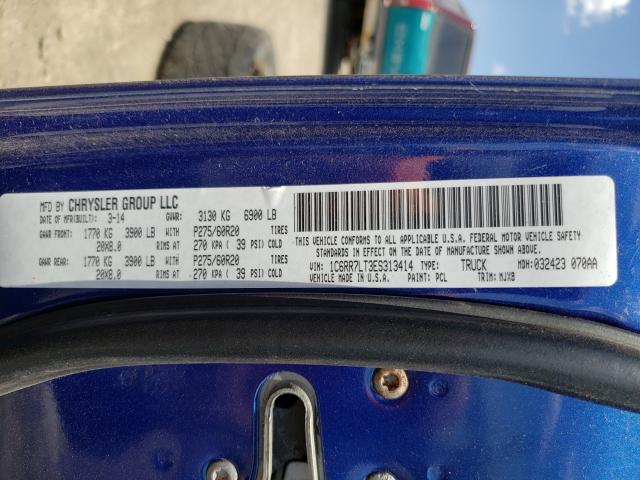 MFD BY CHRYSLER GROUP LLC
DATE OF MFR(BUILT): 3-14 GVWR: 3130 KG 6900 LB
GAWR FRONT: 1770 KG 3900 LB WITH P275/60R20 TIRES
20X8.0 RIMS AT 270 KPA ( 39 PSI) COLD
GAWR REAR: 1770 KG 3900 LB WITH P275/60R20 TIRES
20X8.0 RIMS AT 270 KPA ( 39 PSI) COLD
THIS VEHICLE CONFORMS TO ALL APPLICABLE U.S.A. FEDERAL MOTOR VEHICLE SAFETY
STANDARDS IN EFFECT ON THE DATE OF MANUFACTURE SHOWN ABOVE.
VIN: 1C6RR7LT3ES313414 TYPE: TRUCK MDH: 032423 070AA
VEHICLE MADE IN U.S.A. PAINT: PCL TRIM: MJX8